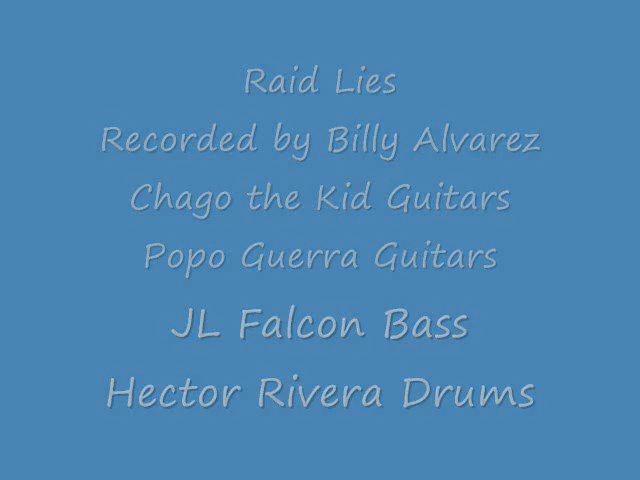 Raid Lies
Recorded by Billy Alvarez
Chago the Kid Guitars
Popo Guerra Guitars
JL Falcon Bass
Hector Rivera Drums